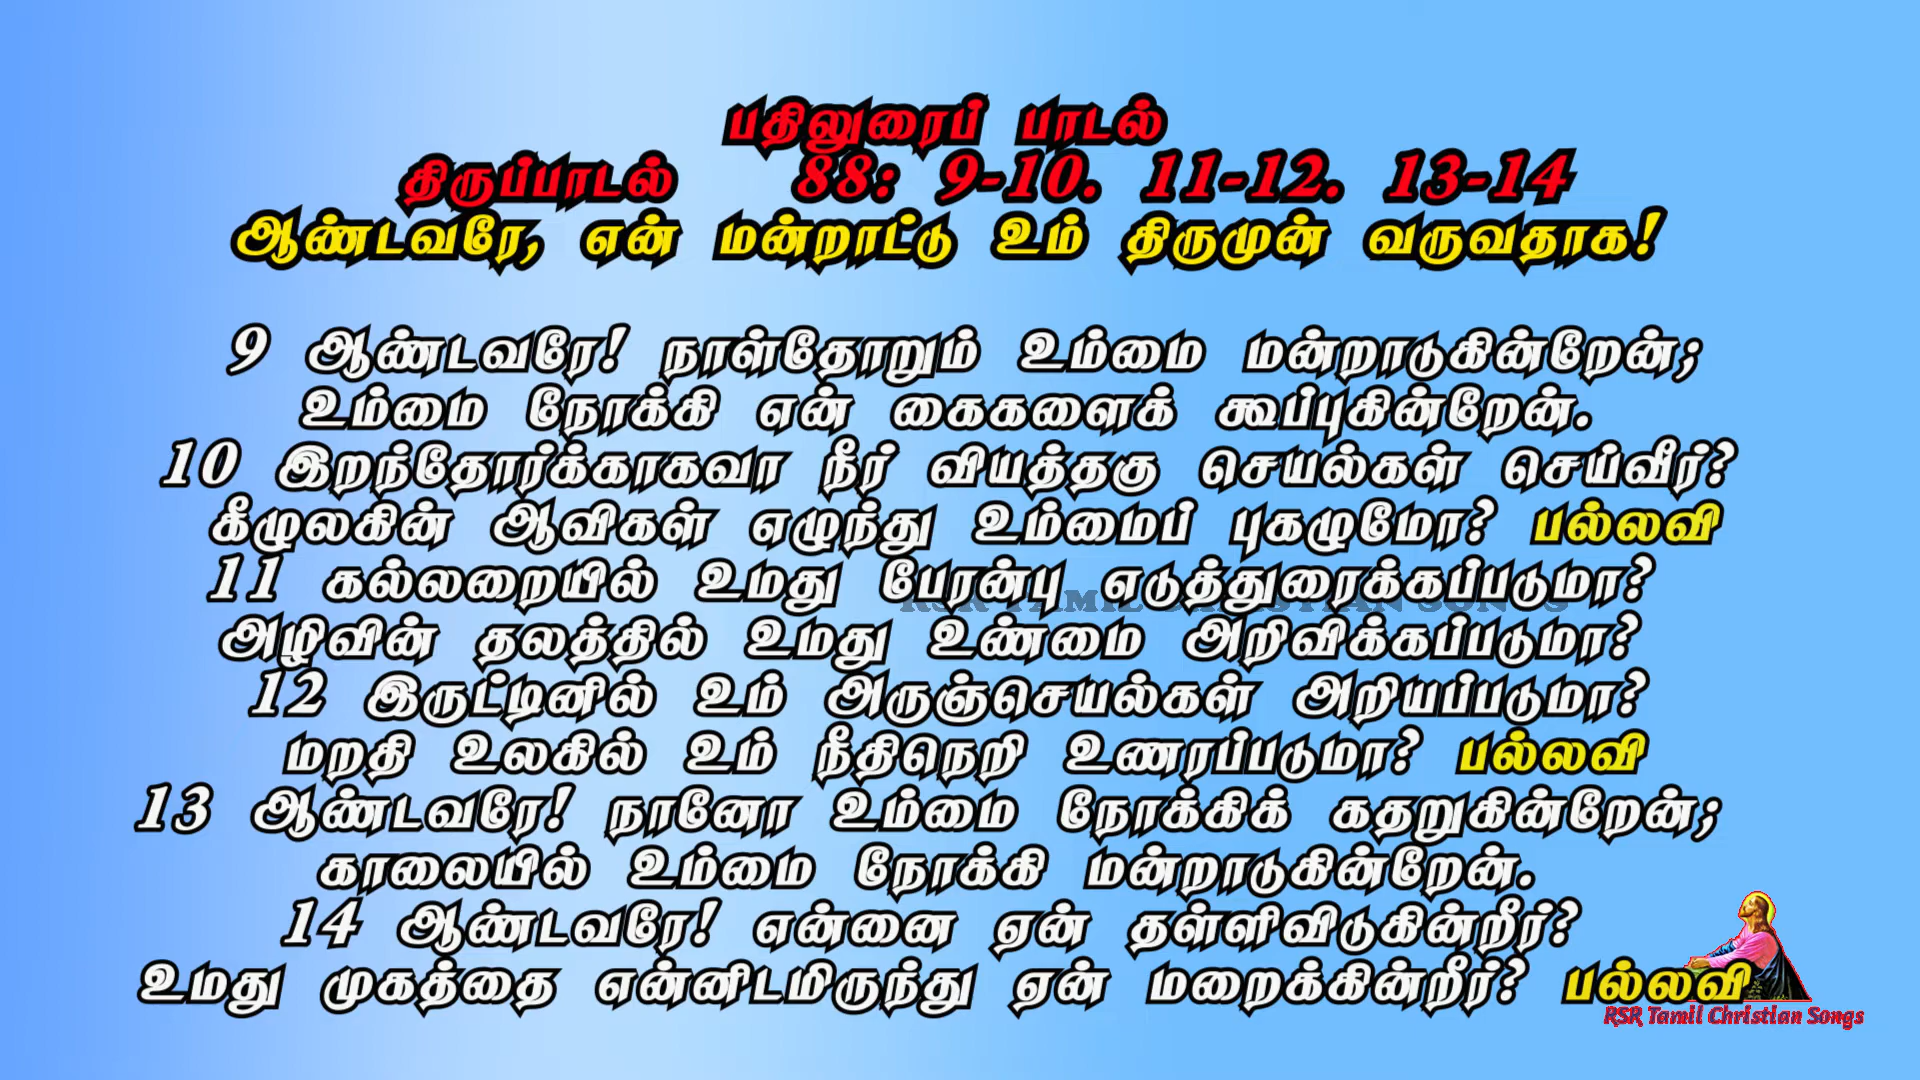 பதிலுரைப் பாடல்
திருப்பாடல் 88: 9-10. 11-12. 13-14
ஆண்டவரே, என் மன்றாட்டு உம் திருமுன் வருவதாக!
9 ஆண்டவரே! நாள்தோறும் உம்மை மன்றாடுகின்றேன்;
உம்மை நோக்கி என் கைகளைக் கூப்புகின்றேன்.
10 இறந்தோர்க்காகவா நீர் வியத்தகு செயல்கள் செய்வீர்?
கீழுலகின் ஆவிகள் எழுந்து உம்மைப் புகழுமோ? பல்லவி
11 கல்லறையில் உமது பேரன்பு எடுத்துரைக்கப்படுமா?
RSR TAMIL CHRISTIAN SONGS
அழிவின் தலத்தில் உமது உண்மை அறிவிக்கப்படுமா?
12 இருட்டினில் உம் அருஞ்செயல்கள் அறியப்படுமா?
மறதி உலகில் உம் நீதிநெறி உணரப்படுமா? பல்லவி
13 ஆண்டவரே! நானோ உம்மை நோக்கிக் கதறுகின்றேன்;
காலையில் உம்மை நோக்கி மன்றாடுகின்றேன்.
14 ஆண்டவரே! என்னை ஏன் தள்ளிவிடுகின்றீர்?
உமது முகத்தை என்னிடமிருந்து ஏன் மறைக்கின்றீர்? பல்லவி
RSR Tamil Christian Songs